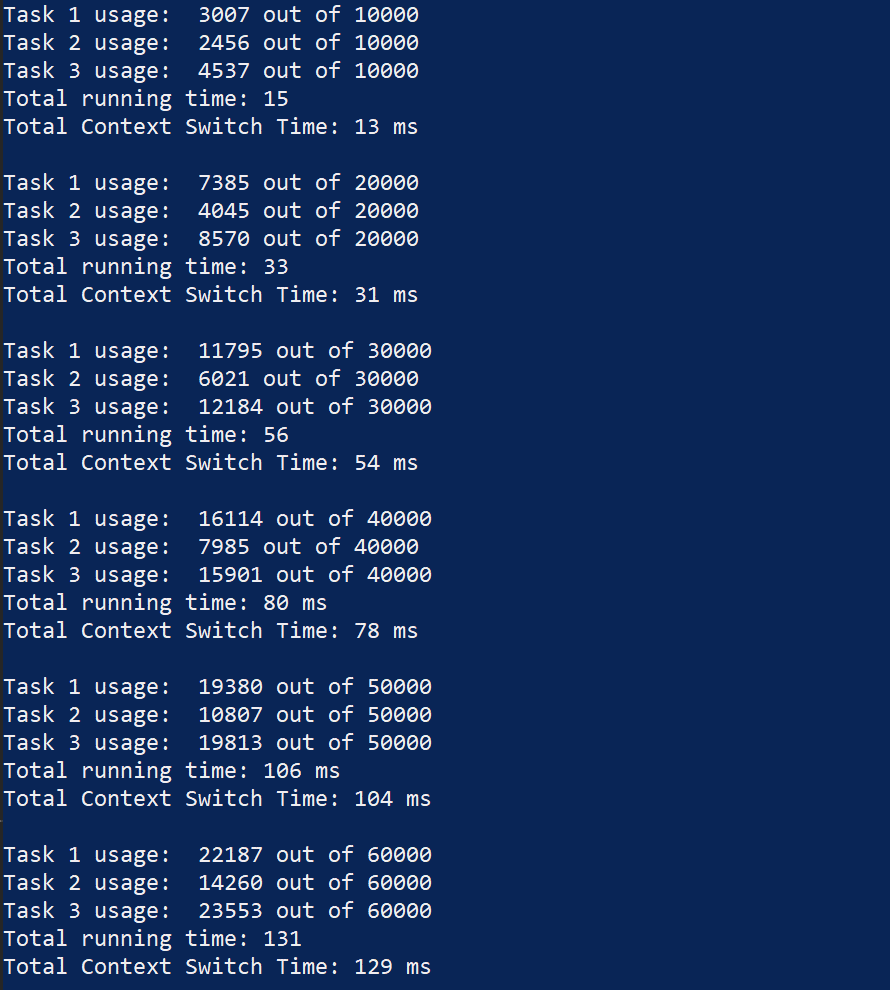 Task 1 usage:  3007 out of 10000
Task 2 usage:  2456 out of 10000
Task 3 usage:  4537 out of 10000
Total running time: 15
Total Context Switch Time: 13 ms

Task 1 usage:  7385 out of 20000
Task 2 usage:  4045 out of 20000
Task 3 usage:  8570 out of 20000
Total running time: 33
Total Context Switch Time: 31 ms

Task 1 usage:  11795 out of 30000
Task 2 usage:  6021 out of 30000
Task 3 usage:  12184 out of 30000
Total running time: 56
Total Context Switch Time: 54 ms

Task 1 usage:  16114 out of 40000
Task 2 usage:  7985 out of 40000
Task 3 usage:  15901 out of 40000
Total running time: 80 ms
Total Context Switch Time: 78 ms

Task 1 usage:  19380 out of 50000
Task 2 usage:  10807 out of 50000
Task 3 usage:  19813 out of 50000
Total running time: 106 ms
Total Context Switch Time: 104 ms

Task 1 usage:  22187 out of 60000
Task 2 usage:  14260 out of 60000
Task 3 usage:  23553 out of 60000
Total running time: 131
Total Context Switch Time: 129 ms